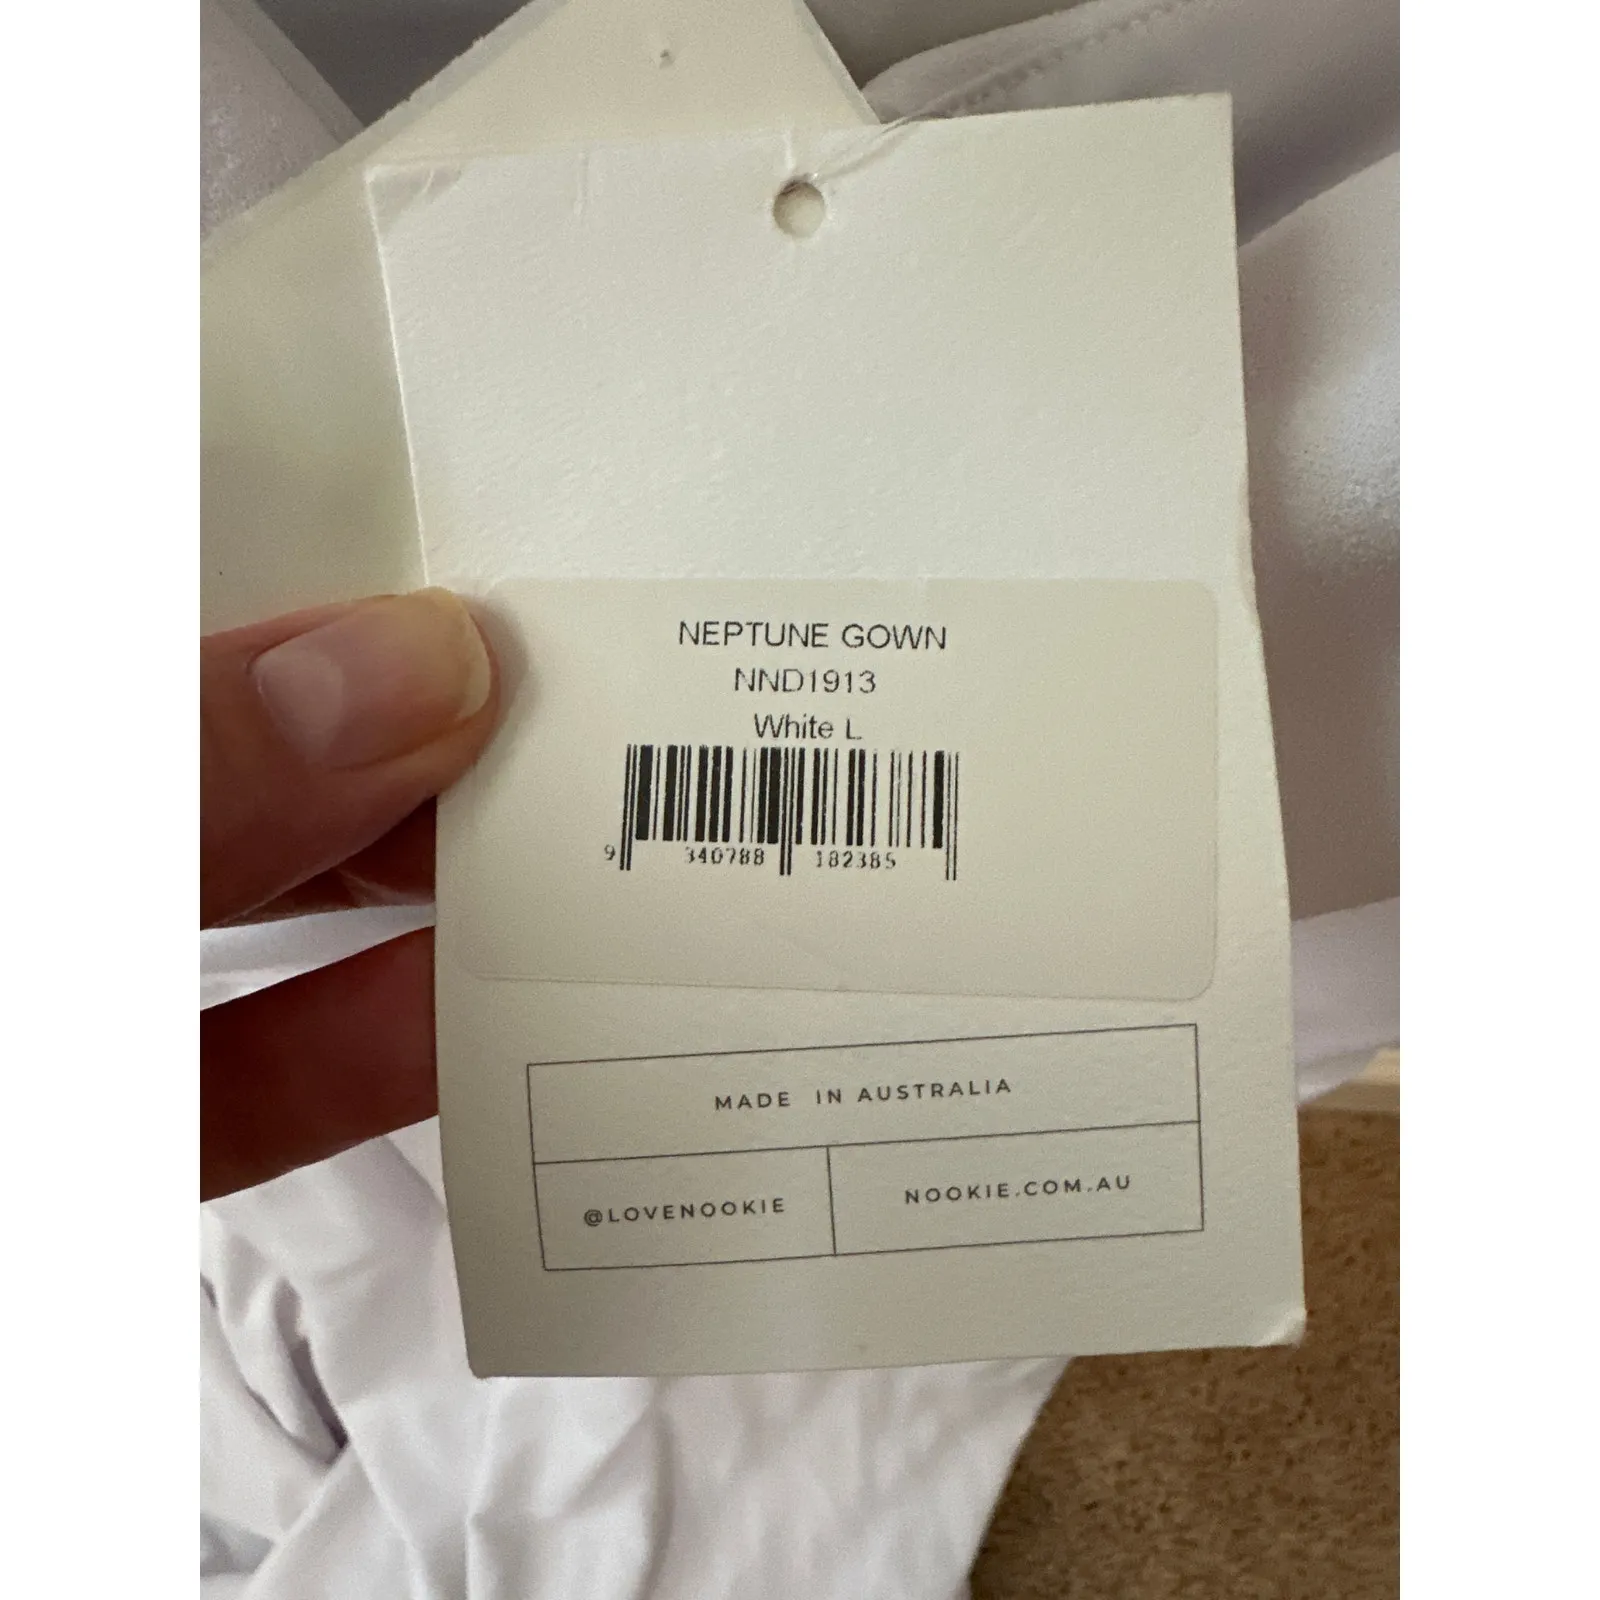 NEPTUNE GOWN
NND1913
White L
9 340788 182385
MADE IN AUSTRALIA
@LOVENOOKIE
NOOKIE.COM.AU